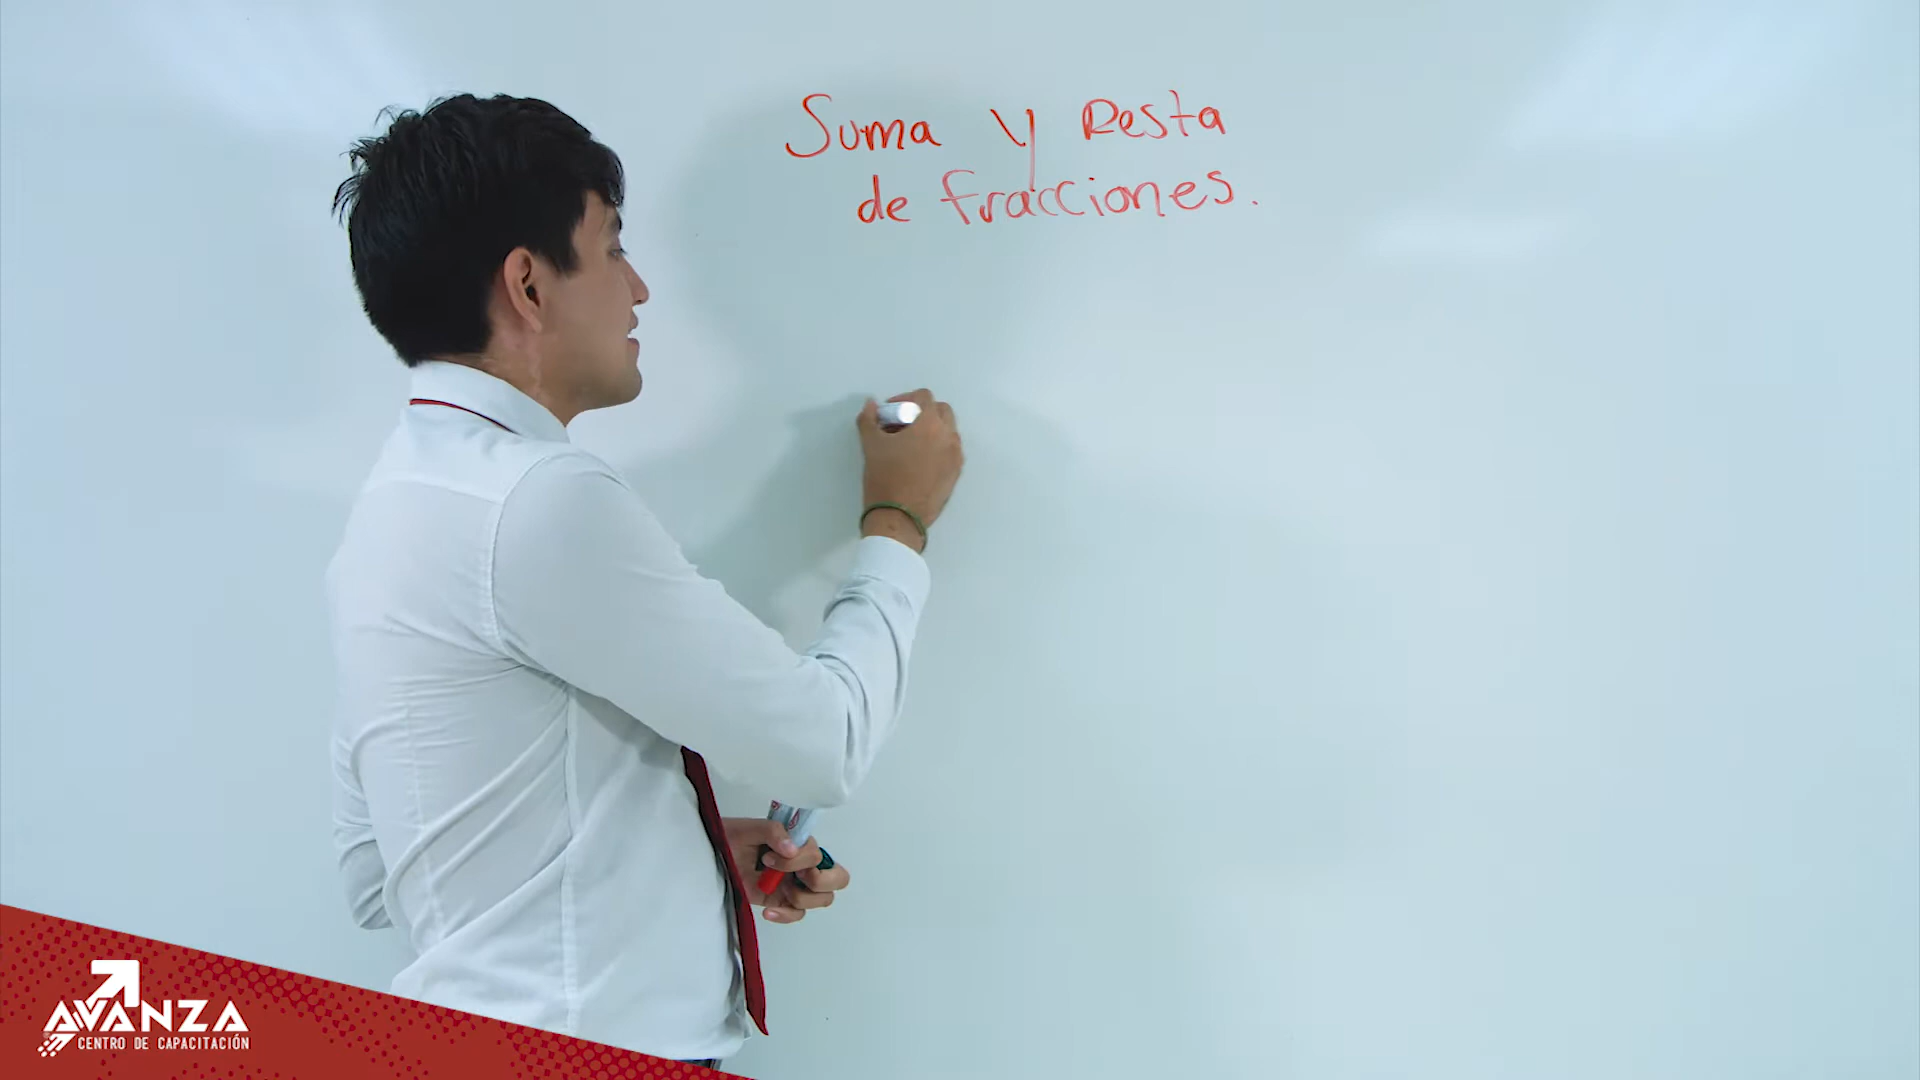 Suma y Resta
de fracciones.
AVANZA
CENTRO DE CAPACITACIÓN